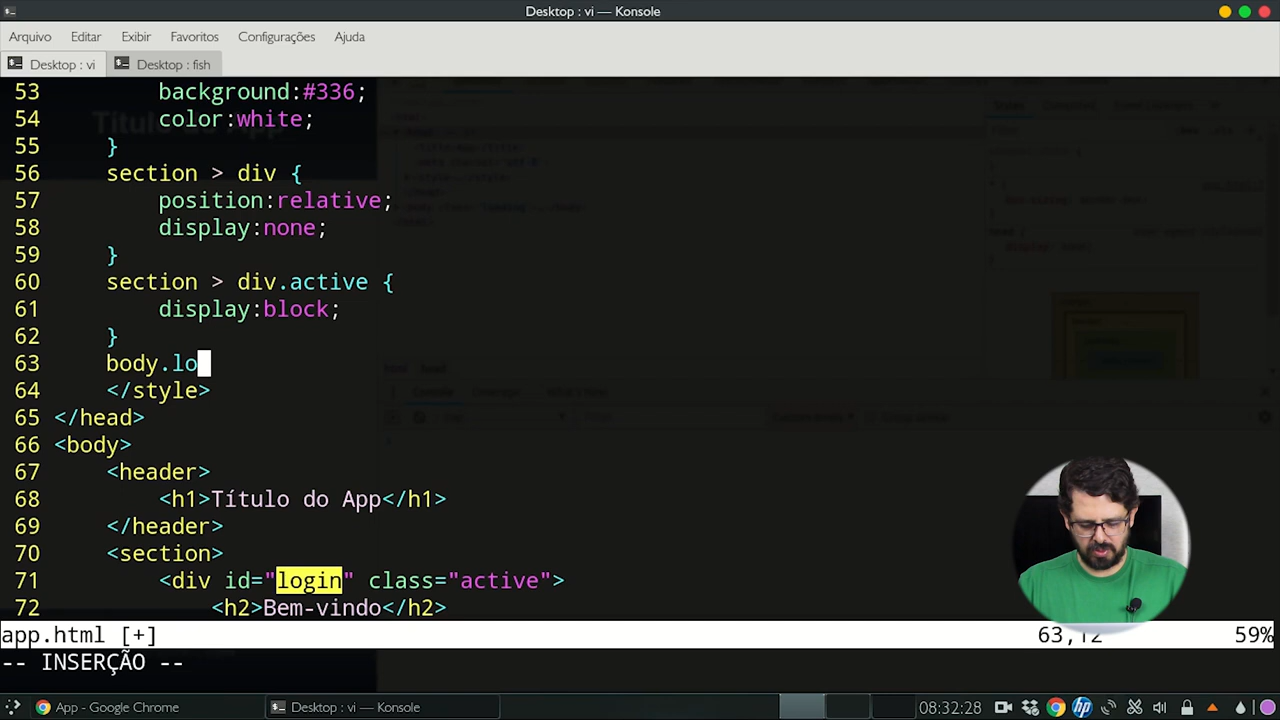 Desktop : vi — Konsole
Arquivo Editar Exibir Favoritos Configurações Ajuda
Desktop : vi Desktop : fish
53 background:#336;
54 color:white;
55 }
56 section > div {
57 position:relative;
58 display:none;
59 }
60 section > div.active {
61 display:block;
62 }
63 body.lo
64 </style>
65 </head>
66 <body>
67 <header>
68 <h1>Título do App</h1>
69 </header>
70 <section>
71 <div id="login" class="active">
72 <h2>Bem-vindo</h2>
app.html [+] 63,12 59%
-- INSERÇÃO --
App - Google Chrome Desktop : vi — Konsole 08:32:28